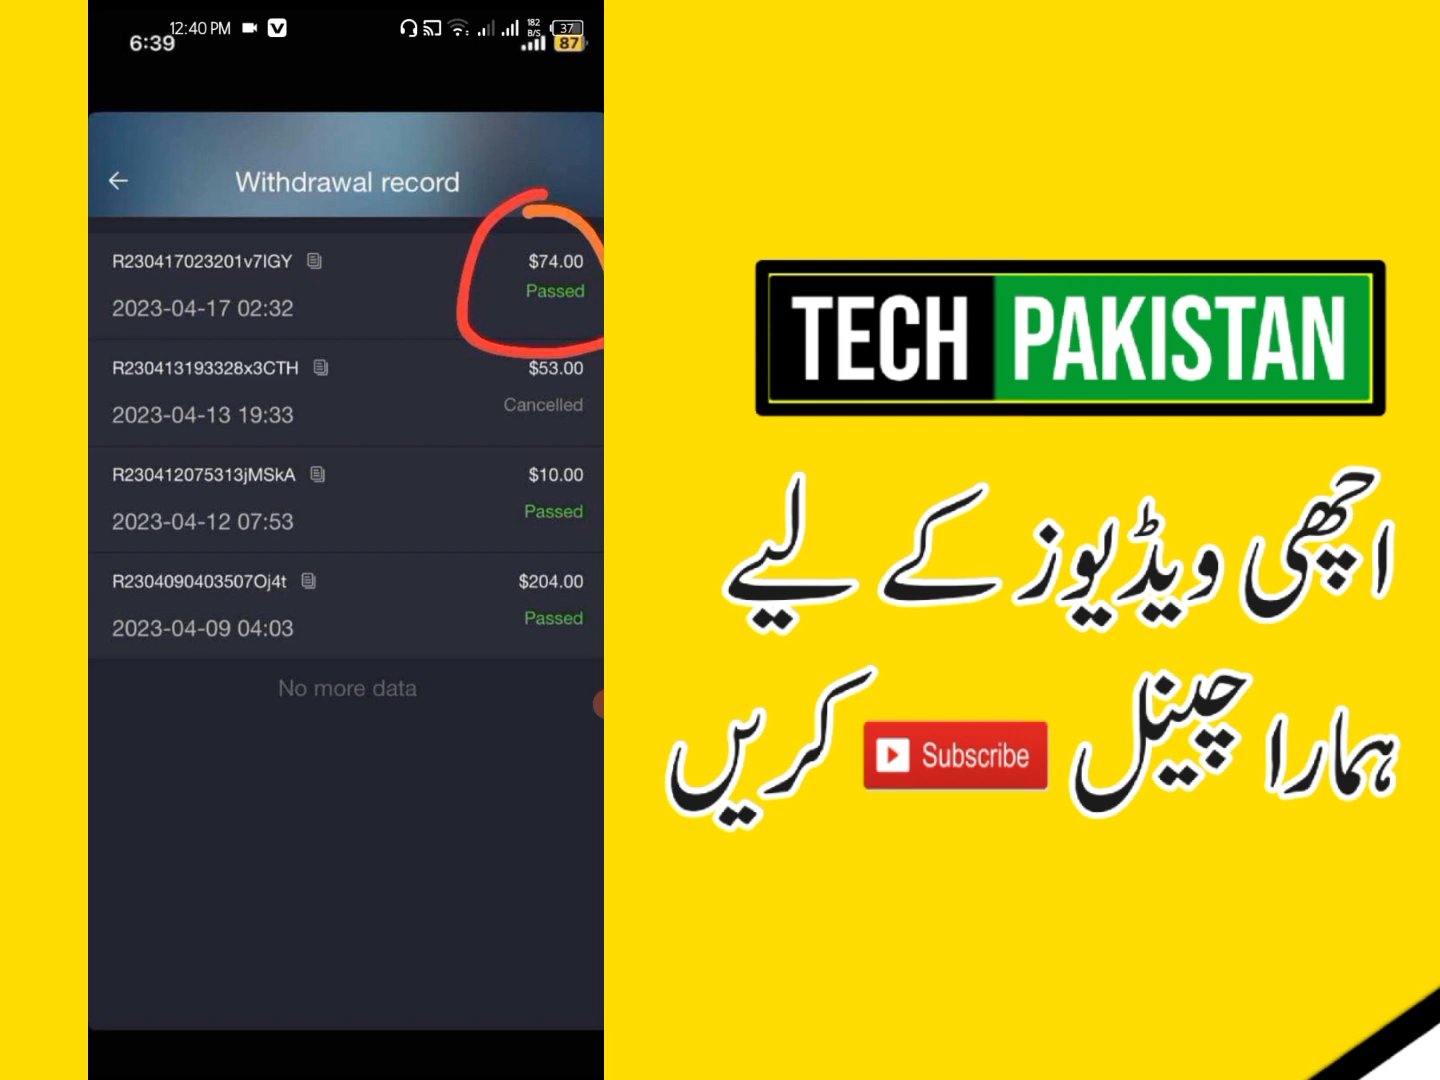 12:40 PM
6:39
182
B/S
37
87
Withdrawal record
R230417023201v7IGY
$74.00
Passed
2023-04-17 02:32
R230413193328x3CTH
$53.00
Cancelled
2023-04-13 19:33
R230412075313jMSkA
$10.00
Passed
2023-04-12 07:53
R2304090403507Oj4t
$204.00
Passed
2023-04-09 04:03
No more data
TECH PAKISTAN
اچھی ویڈیوز کے لیے
ہمارا چینل Subscribe کریں